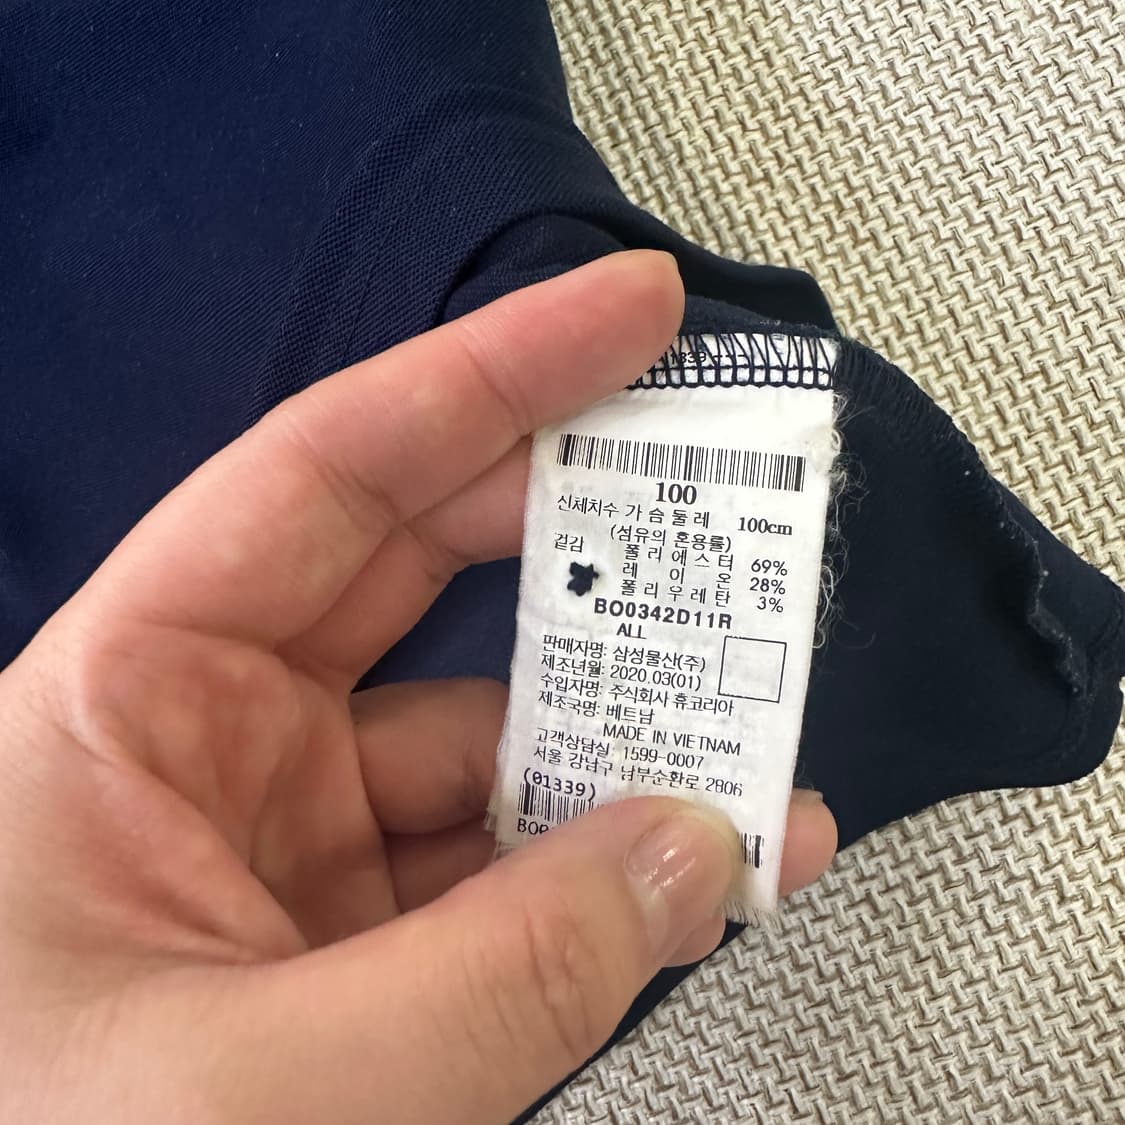 1339
100
신체치수 가슴둘레 100cm
(섬유의 혼용률)
겉감 폴리에스터 69%
레이온 28%
폴리우레탄 3%
BO0342D11R
ALL
판매자명: 삼성물산(주)
제조년월: 2020.03(01)
수입자명: 주식회사 휴코리아
제조국명: 베트남
MADE IN VIETNAM
고객상담실: 1599-0007
서울 강남구 남부순환로 2806
(01339)